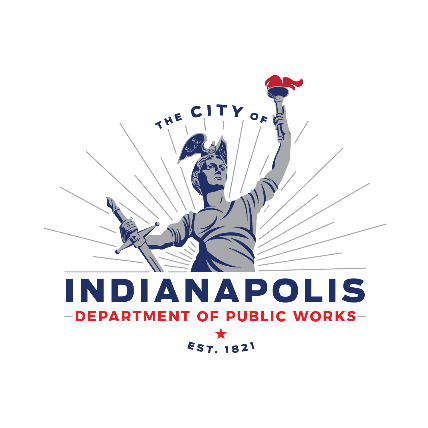 THE CITY OF
INDIANAPOLIS
DEPARTMENT OF PUBLIC WORKS
EST. 1821